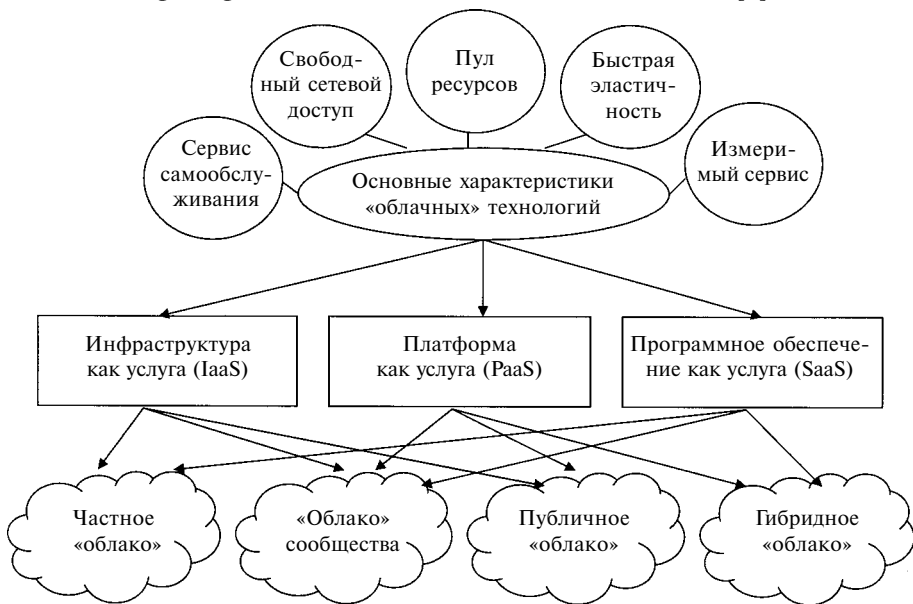 Свобод-
ный сетевой
доступ
Пул
ресурсов
Быстрая
эластич-
ность
Сервис
самообслу-
живания
Измери-
мый сервис
Основные характеристики
«облачных» технологий
Инфраструктура
как услуга (IaaS)
Платформа
как услуга (PaaS)
Программное обеспече-
ние как услуга (SaaS)
Частное
«облако»
«Облако»
сообщества
Публичное
«облако»
Гибридное
«облако»